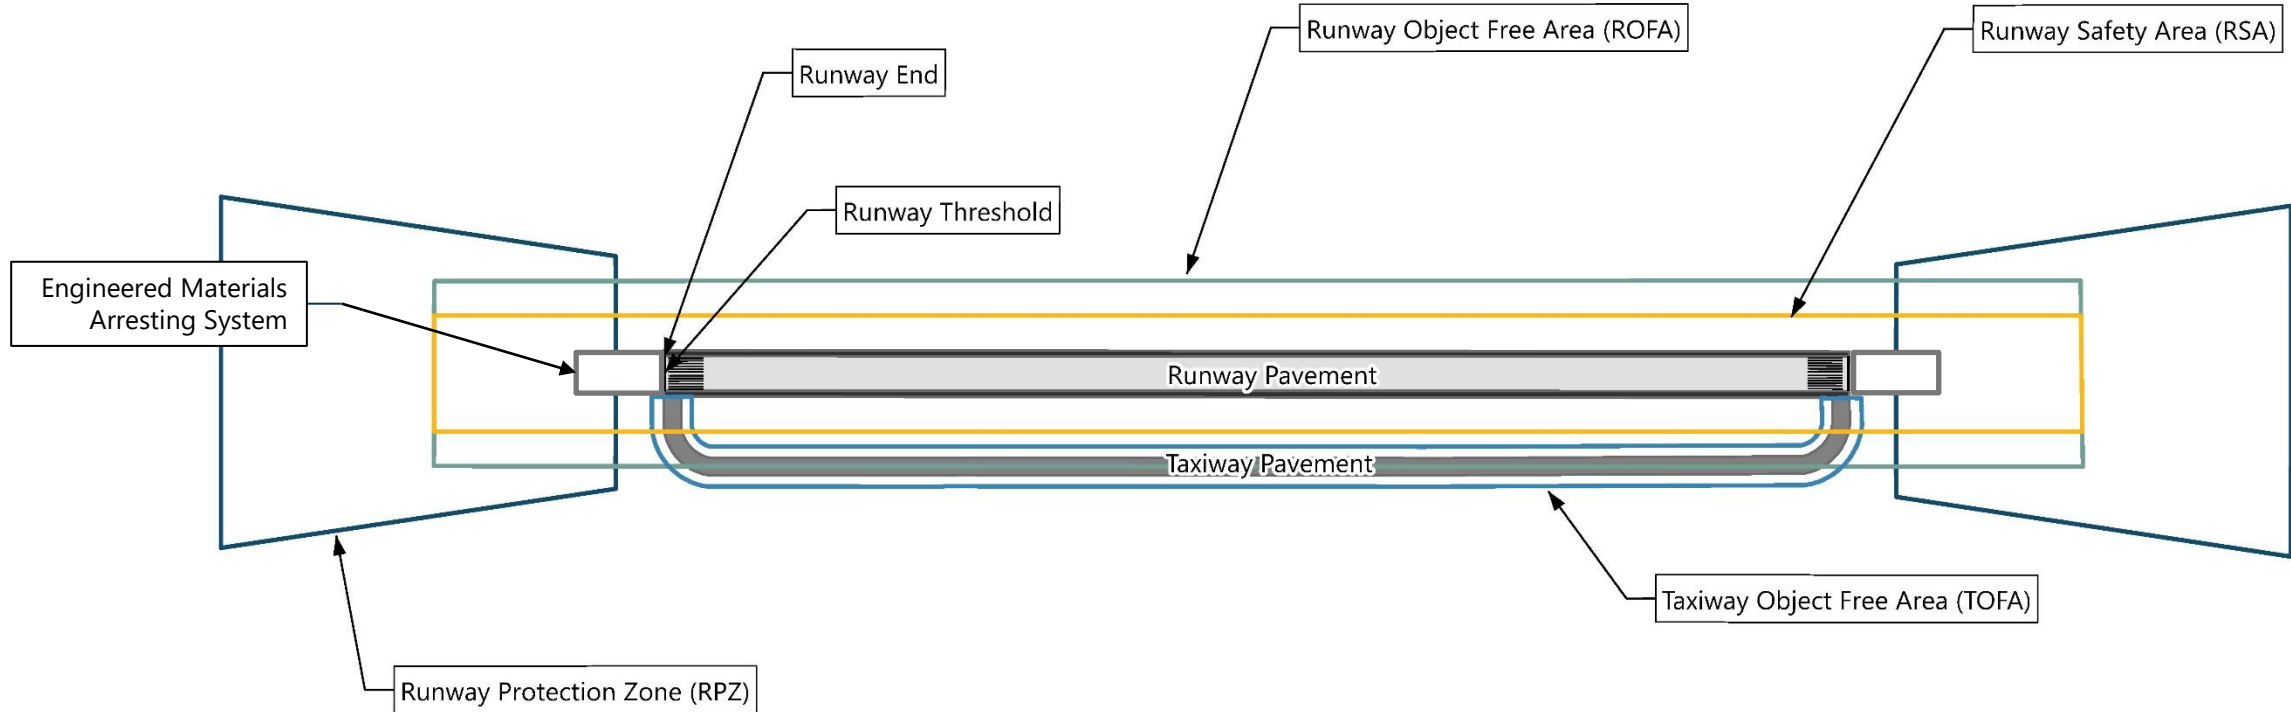 Runway Object Free Area (ROFA)
Runway Safety Area (RSA)
Runway End
Runway Threshold
Engineered Materials
Arresting System
Runway Pavement
Taxiway Pavement
Taxiway Object Free Area (TOFA)
Runway Protection Zone (RPZ)